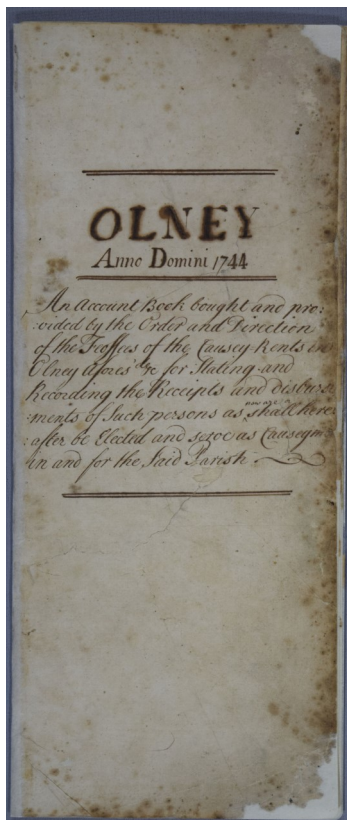 OLNEY
Anno Domini 1744
An Account Book bought and pro:
:vided by the Order and Direction
of the Feoffees of the Causey Rents in
Olney afores.d &c for Stating and
Recording the Receipts and disburse
:ments of Such persons as now are & shall here
:after be Elected and serve as Causeym
in and for the Said Parish.